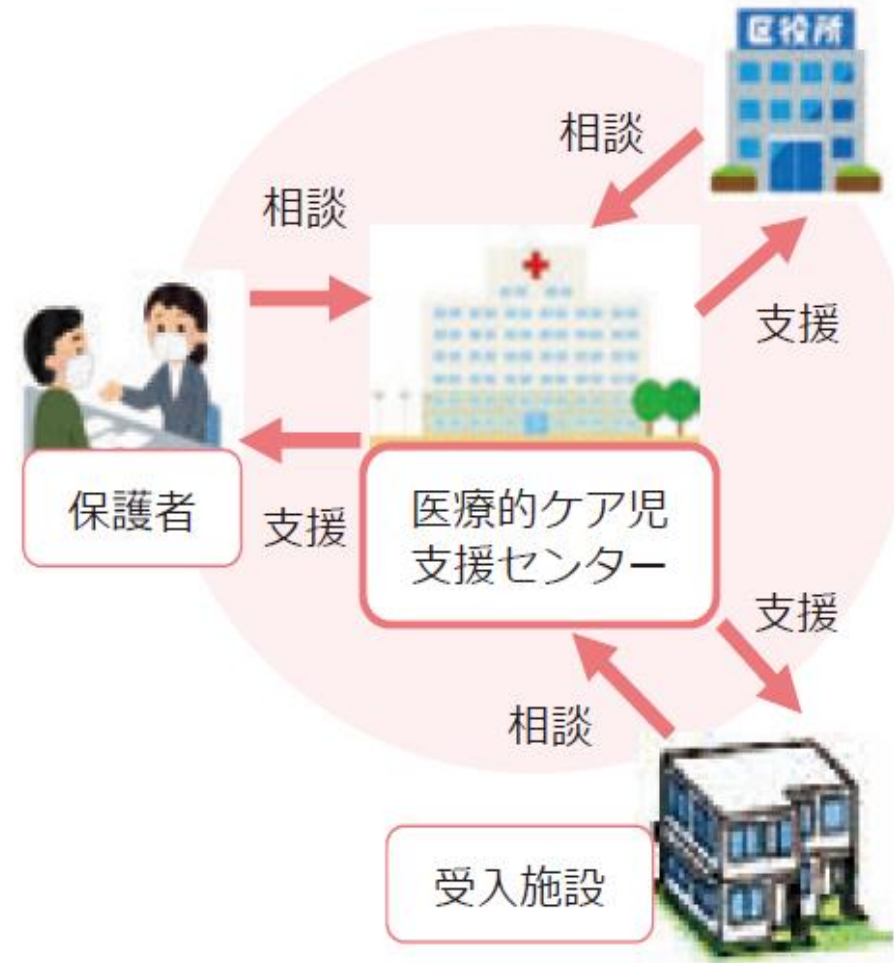 区役所
相談
相談
支援
保護者
支援
医療的ケア児
支援センター
支援
相談
受入施設